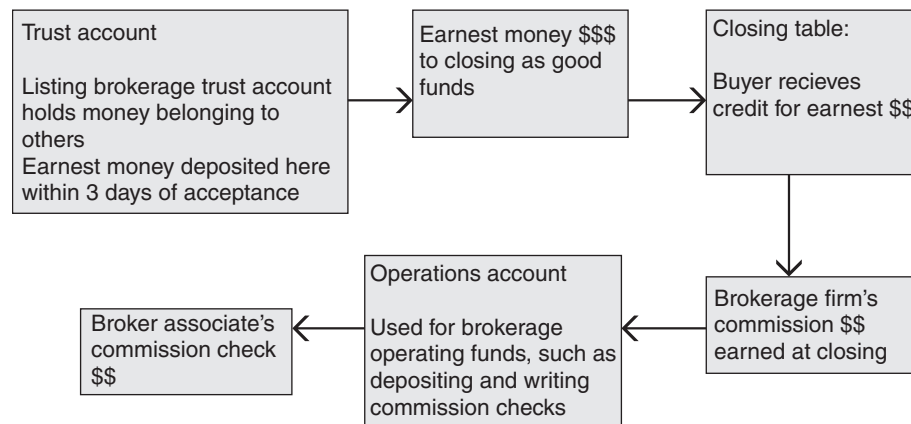 Trust account
Listing brokerage trust account
holds money belonging to
others
Earnest money deposited here
within 3 days of acceptance
Earnest money $$$
to closing as good
funds
Closing table:
Buyer recieves
credit for earnest $$
Brokerage firm's
commission $$
earned at closing
Operations account
Used for brokerage
operating funds, such as
depositing and writing
commission checks
Broker associate's
commission check
$$